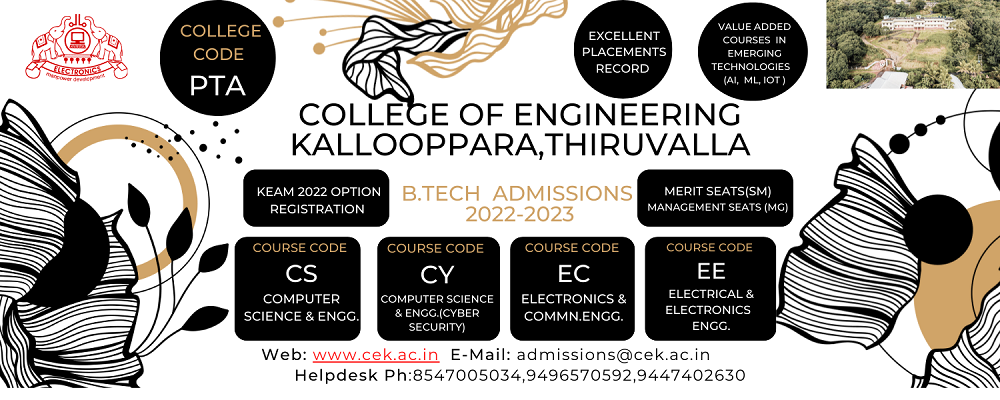 ELECTRONICS
manpower development
COLLEGE
CODE
PTA
EXCELLENT
PLACEMENTS
RECORD
VALUE ADDED
COURSES IN
EMERGING
TECHNOLOGIES
(AI, ML, IOT )
COLLEGE OF ENGINEERING
KALLOOPPARA,THIRUVALLA
KEAM 2022 OPTION
REGISTRATION
B.TECH ADMISSIONS
2022-2023
MERIT SEATS(SM)
MANAGEMENT SEATS (MG)
COURSE CODE
CS
COMPUTER
SCIENCE & ENGG.
COURSE CODE
CY
COMPUTER SCIENCE
& ENGG.(CYBER
SECURITY)
COURSE CODE
EC
ELECTRONICS &
COMMN.ENGG.
COURSE CODE
EE
ELECTRICAL &
ELECTRONICS
ENGG.
Web: www.cek.ac.in E-Mail: admissions@cek.ac.in
Helpdesk Ph:8547005034,9496570592,9447402630